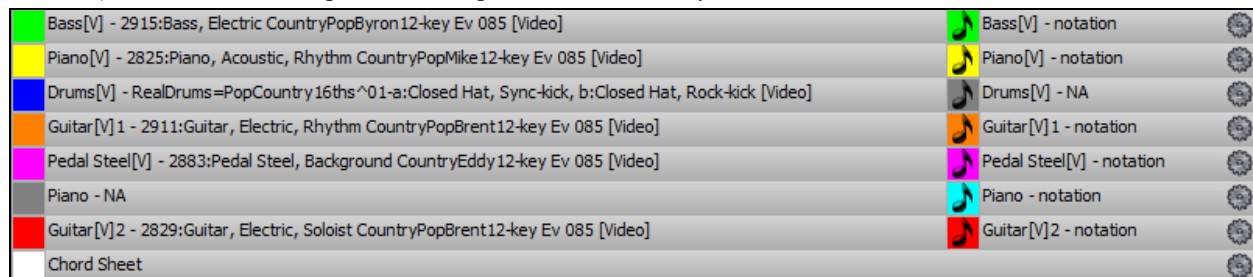 Bass[V] - 2915:Bass, Electric CountryPopByron12-key Ev 085 [Video] Bass[V] - notation
Piano[V] - 2825:Piano, Acoustic, Rhythm CountryPopMike12-key Ev 085 [Video] Piano[V] - notation
Drums[V] - RealDrums=PopCountry16ths^01-a:Closed Hat, Sync-kick, b:Closed Hat, Rock-kick [Video] Drums[V] - NA
Guitar[V]1 - 2911:Guitar, Electric, Rhythm CountryPopBrent12-key Ev 085 [Video] Guitar[V]1 - notation
Pedal Steel[V] - 2883:Pedal Steel, Background CountryEddy12-key Ev 085 [Video] Pedal Steel[V] - notation
Piano - NA Piano - notation
Guitar[V]2 - 2829:Guitar, Electric, Soloist CountryPopBrent12-key Ev 085 [Video] Guitar[V]2 - notation
Chord Sheet